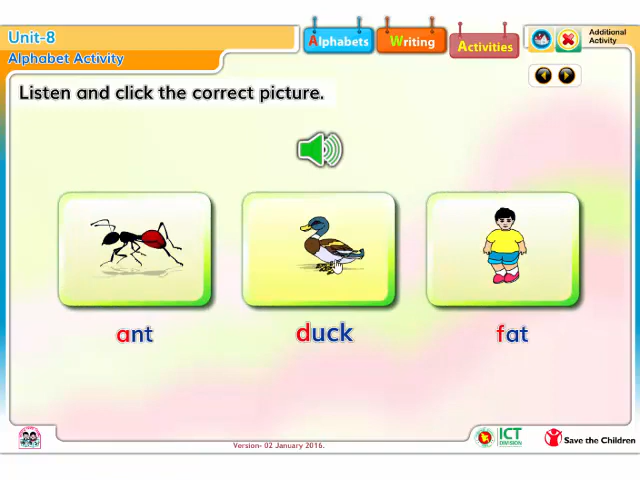 Unit-8
Alphabet Activity
Alphabets
Writing
Activities
Additional
Activity
Listen and click the correct picture.
ant
duck
fat
Version- 02 January 2016.
ICT
DIVISION
Save the Children